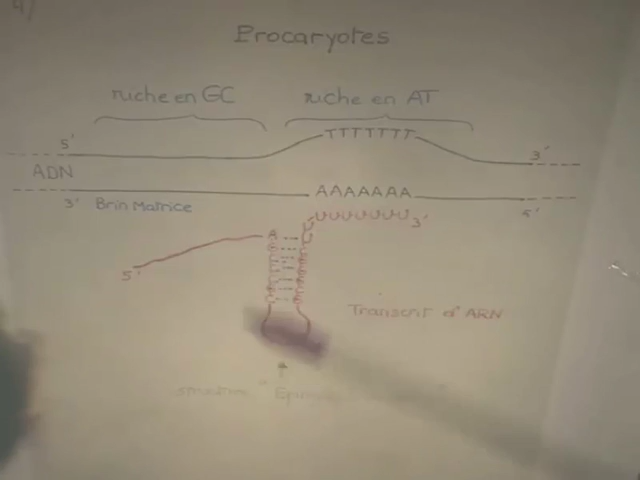 Procaryotes
riche en GC riche en AT
TTTTTTT
5' 3'
ADN
AAAAAAA
3' Brin Matrice 5'
UUUUUUU 3'
A
5'
Transcrit d'ARN